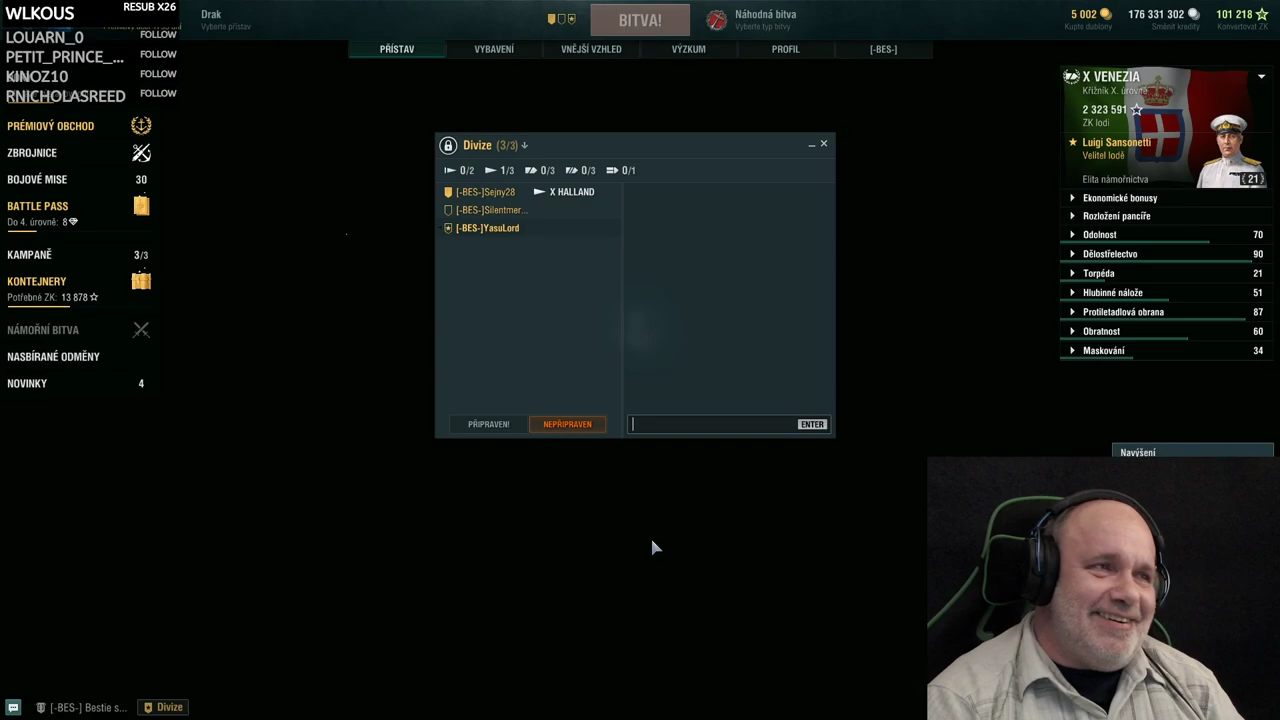 WLKOUS
RESUB X26
LOUARN_0
FOLLOW
PETIT_PRINCE_...
FOLLOW
KINOZ10
FOLLOW
RNICHOLASREED
FOLLOW
Drak
Vyberte přístav
BITVA!
Náhodná bitva
Vyberte typ bitvy
5 002
Kupte dublony
176 331 302
Směnit kredity
101 218
Konvertovat ZK
PŘÍSTAV
VYBAVENÍ
VNĚJŠÍ VZHLED
VÝZKUM
PROFIL
[-BES-]
PRÉMIOVÝ OBCHOD
ZBROJNICE
BOJOVÉ MISE
30
BATTLE PASS
Do 4. úrovně: 8
KAMPANĚ
3/3
KONTEJNERY
Potřebné ZK: 13 878
NÁMOŘNÍ BITVA
NASBÍRANÉ ODMĚNY
NOVINKY
4
Divize (3/3)
0/2
1/3
0/3
0/3
0/1
[-BES-]Sejny28
X HALLAND
[-BES-]Silentmer...
[-BES-]YasuLord
PŘIPRAVEN!
NEPŘIPRAVEN
ENTER
X VENEZIA
Křižník X. úrovně
2 323 591
ZK lodi
Luigi Sansonetti
Velitel lodi
Elita námořnictva
21
Ekonomické bonusy
Rozložení pancíře
Odolnost
70
Dělostřelectvo
90
Torpéda
21
Hlubinné nálože
51
Protiletadlová obrana
87
Obratnost
60
Maskování
34
Navýšení
[-BES-] Bestie s...
Divize